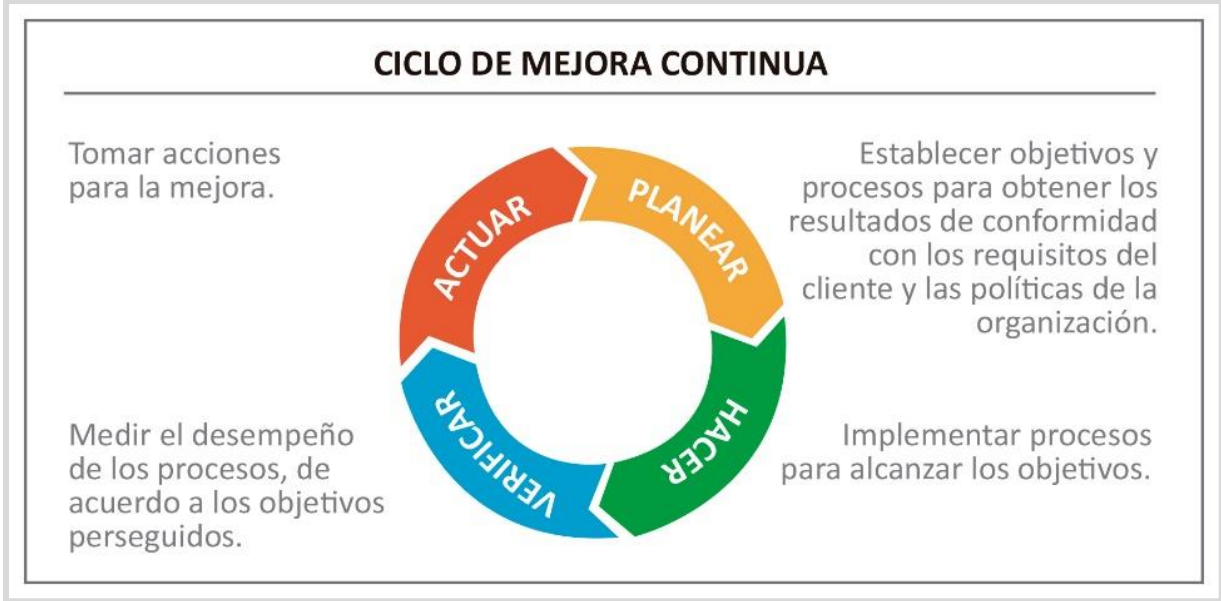 CICLO DE MEJORA CONTINUA
Tomar acciones
para la mejora.
ACTUAR
PLANEAR
Establecer objetivos y
procesos para obtener los
resultados de conformidad
con los requisitos del
cliente y las políticas de la
organización.
Medir el desempeño
de los procesos, de
acuerdo a los objetivos
perseguidos.
VERIFICAR
HACER
Implementar procesos
para alcanzar los objetivos.